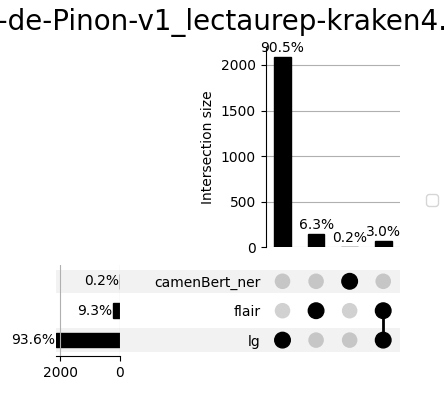 -de-Pinon-v1_lectaurep-kraken4.
90.5%
6.3%
0.2%
3.0%
2000
1500
1000
500
0
Intersection size
0.2%
camenBert_ner
9.3%
flair
93.6%
lg
2000
0